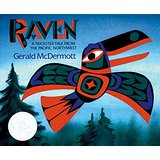 RAVEN
A TRICKSTER TALE FROM
THE PACIFIC NORTHWEST
Gerald McDermott